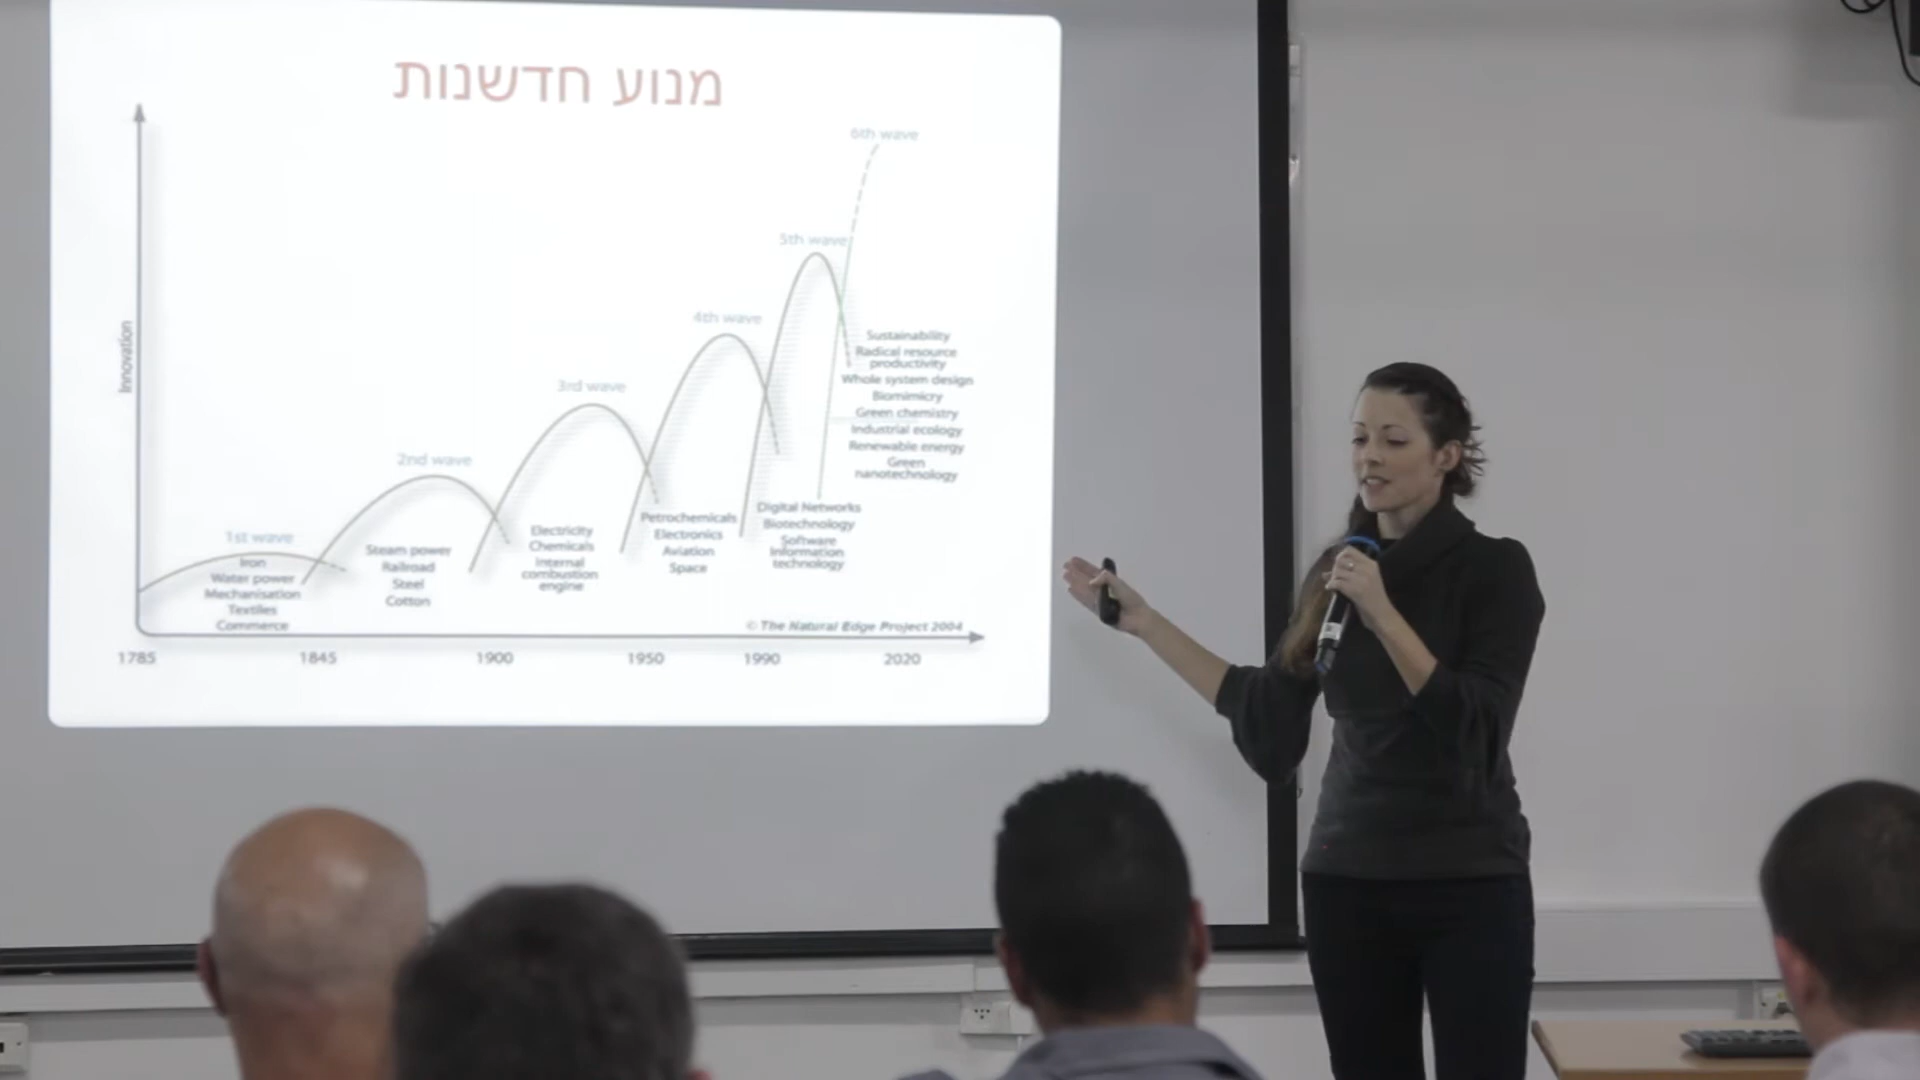 מנוע חדשנות
6th wave
5th wave
4th wave
3rd wave
2nd wave
1st wave
Innovation
Iron
Water power
Mechanisation
Textiles
Commerce
Steam power
Railroad
Steel
Cotton
Electricity
Chemicals
Internal
combustion
engine
Petrochemicals
Electronics
Aviation
Space
Digital Networks
Biotechnology
Software
Information
technology
Sustainability
Radical resource
productivity
Whole system design
Biomimicry
Green chemistry
Industrial ecology
Renewable energy
Green
nanotechnology
© The Natural Edge Project 2004
1785 1845 1900 1950 1990 2020